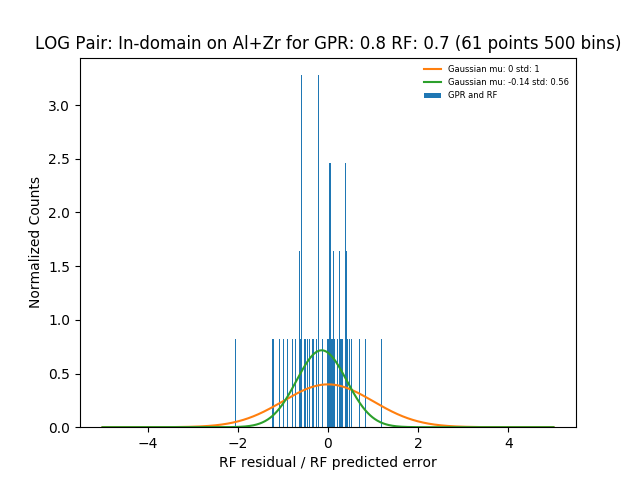 LOG Pair: In-domain on Al+Zr for GPR: 0.8 RF: 0.7 (61 points 500 bins)
Gaussian mu: 0 std: 1
Gaussian mu: -0.14 std: 0.56
GPR and RF
Normalized Counts
3.0
2.5
2.0
1.5
1.0
0.5
0.0
−4 −2 0 2 4
RF residual / RF predicted error